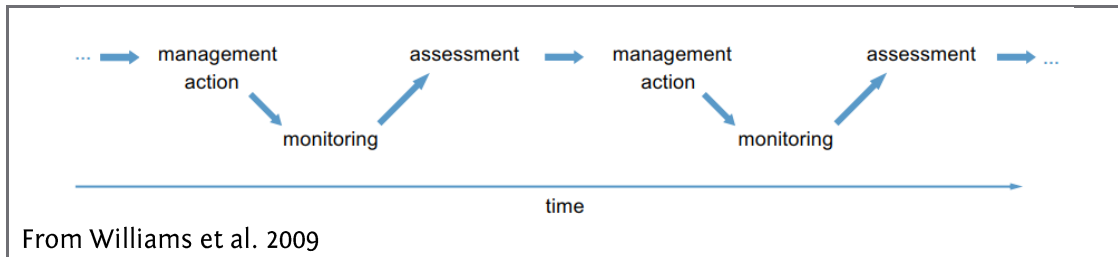 ... management assessment management assessment ...
action action
monitoring monitoring
time
From Williams et al. 2009